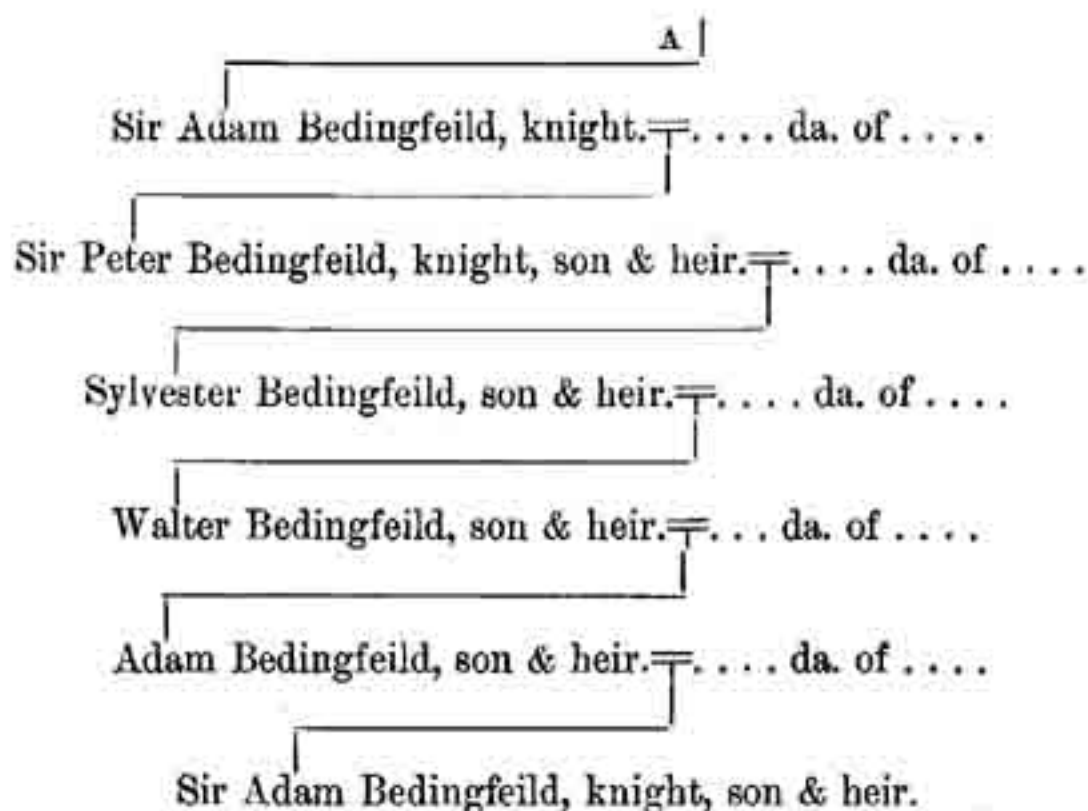 A
Sir Adam Bedingfeild, knight.=. . . . da. of . . . .
Sir Peter Bedingfeild, knight, son & heir.=. . . . da. of . . . .
Sylvester Bedingfeild, son & heir.=. . . . da. of . . . .
Walter Bedingfeild, son & heir.=. . . da. of . . . .
Adam Bedingfeild, son & heir.=. . . . da. of . . . .
Sir Adam Bedingfeild, knight, son & heir.